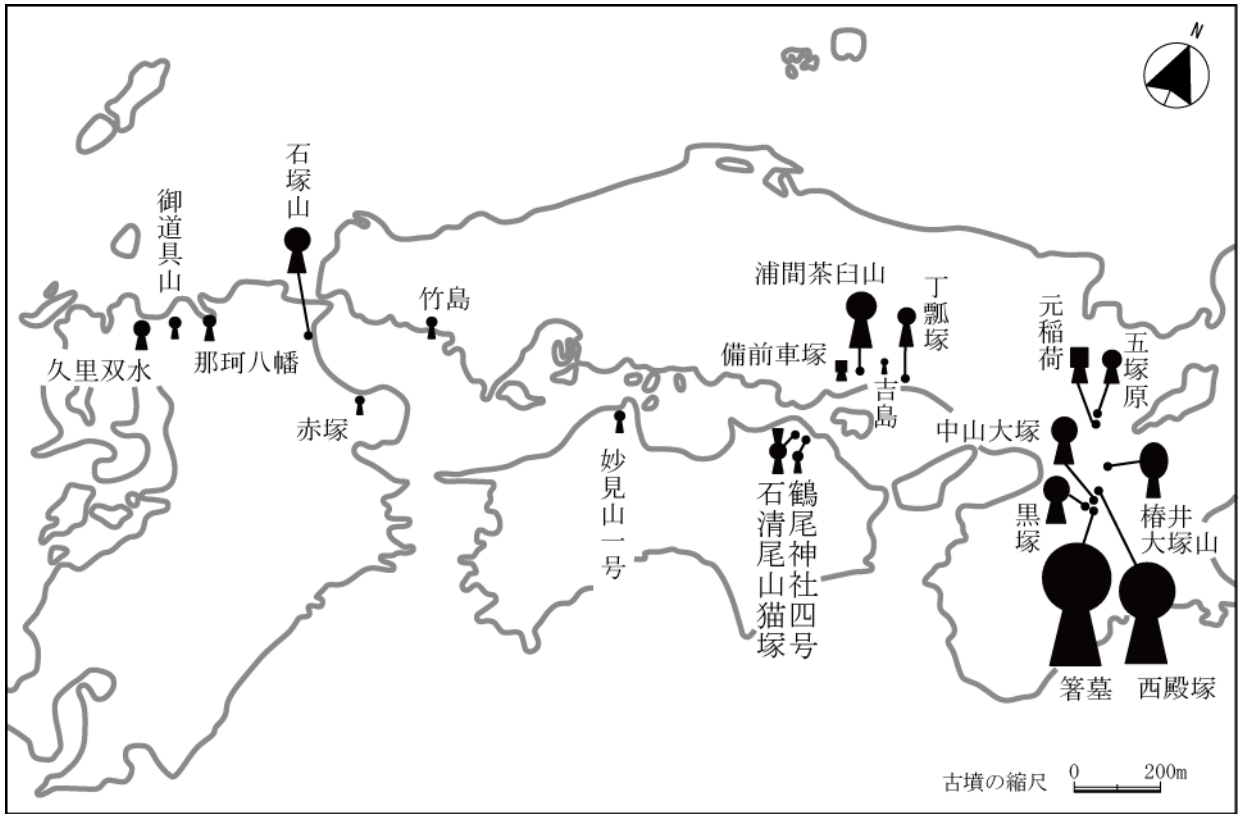 N
石塚山
御道具山
久里双水
那珂八幡
赤塚
竹島
妙見山一号
浦間茶臼山
丁瓢塚
備前車塚
吉島
鶴尾神社四号
石清尾山猫塚
元稲荷
五塚原
中山大塚
黒塚
椿井
大塚山
箸墓
西殿塚
古墳の縮尺
0
200m